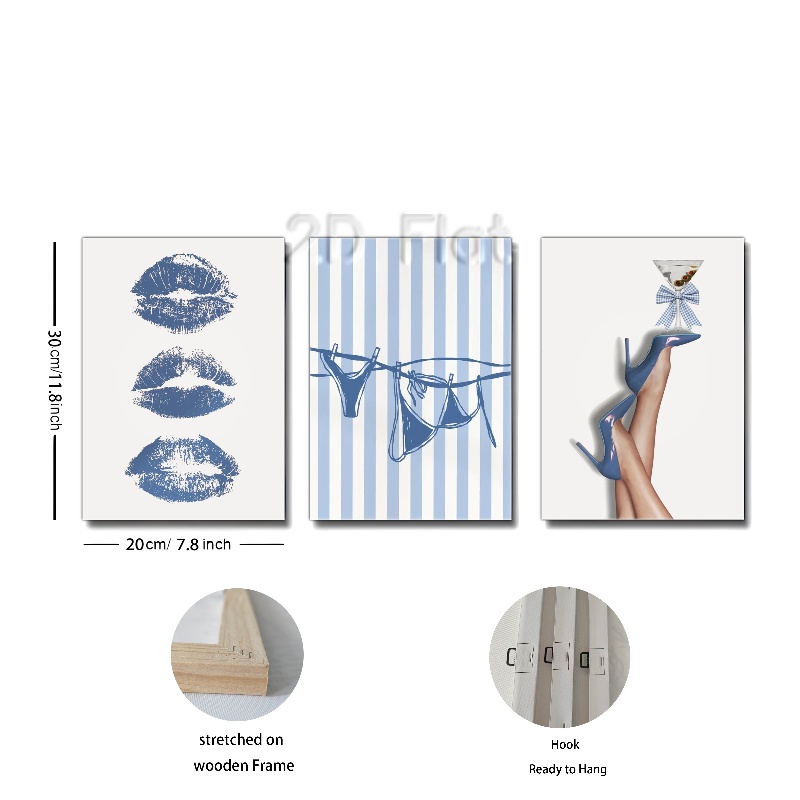 2D Flat
30cm/11.8inch
20cm/ 7.8 inch
stretched on
wooden Frame
Hook
Ready to Hang